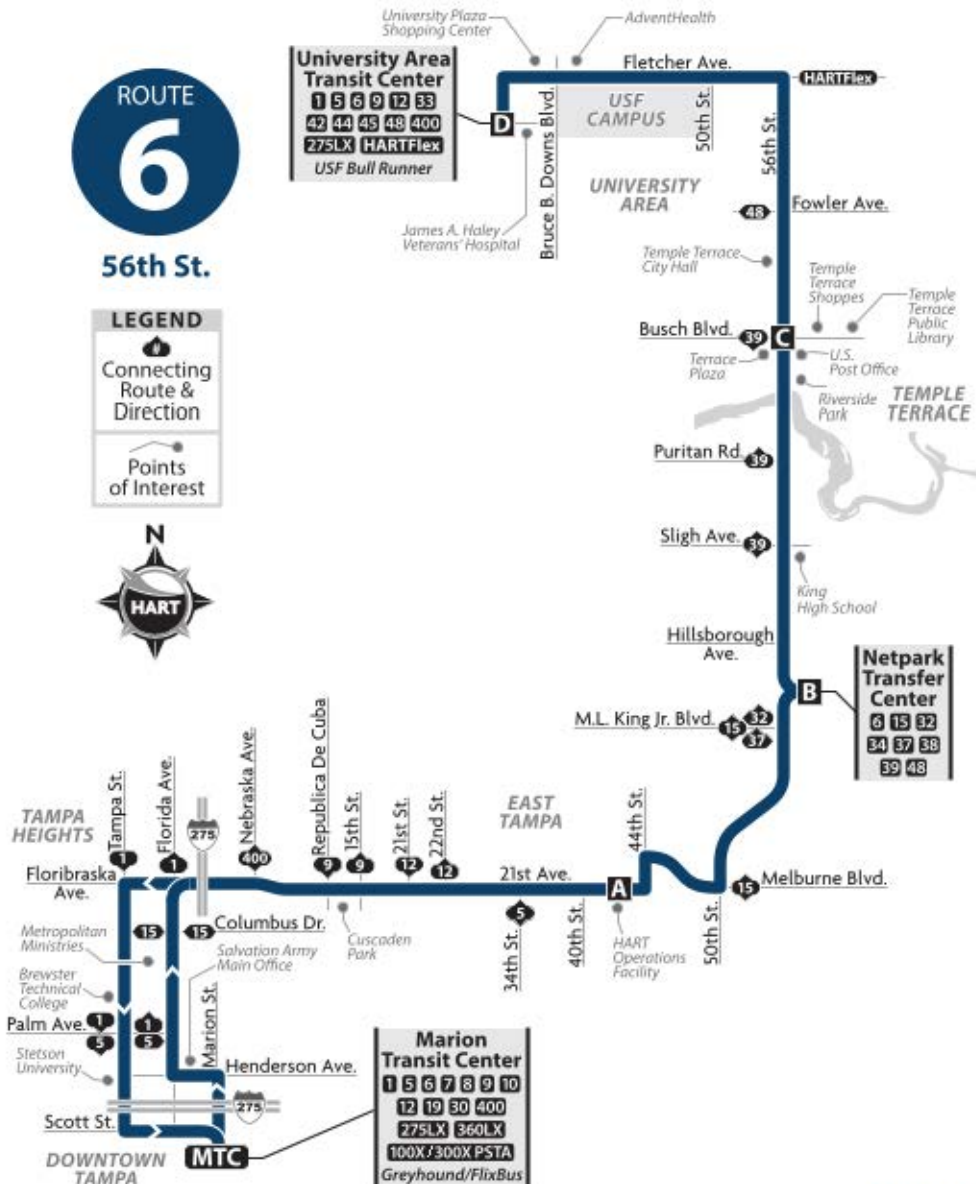 University Plaza
Shopping Center
AdventHealth
ROUTE
6
56th St.
University Area
Transit Center
1 5 6 9 12 33
42 44 45 48 400
275LX HARTFlex
USF Bull Runner
D
Fletcher Ave.
HARTFlex
USF
CAMPUS
50th St.
56th St.
Bruce B. Downs Blvd.
UNIVERSITY
AREA
James A. Haley
Veterans' Hospital
48
Fowler Ave.
Temple Terrace
City Hall
Temple
Terrace
Shoppes
Temple
Terrace
Public
Library
LEGEND
#
Connecting
Route &
Direction
Points
of Interest
Busch Blvd.
39
C
Terrace
Plaza
U.S.
Post Office
Riverside
Park
TEMPLE
TERRACE
Puritan Rd.
39
Sligh Ave.
39
King
High School
N
HART
Hillsborough
Ave.
B
Netpark
Transfer
Center
6 15 32
34 37 38
39 48
M.L. King Jr. Blvd.
15
32
37
TAMPA
HEIGHTS
Tampa St.
Florida Ave.
275
Nebraska Ave.
Republica De Cuba
15th St.
21st St.
22nd St.
EAST
TAMPA
44th St.
1
1
400
9
9
12
12
Floribraska
Ave.
21st Ave.
A
15
Melburne Blvd.
5
34th St.
40th St.
HART
Operations
Facility
50th St.
15
15
Columbus Dr.
Metropolitan
Ministries
Salvation Army
Main Office
Cuscaden
Park
Brewster
Technical
College
Palm Ave.
1
5
1
5
Marion St.
Stetson
University
Henderson Ave.
275
Scott St.
MTC
DOWNTOWN
TAMPA
Marion
Transit Center
1 5 6 7 8 9 10
12 19 30 400
275LX 360LX
100X/300X PSTA
Greyhound/FlixBus